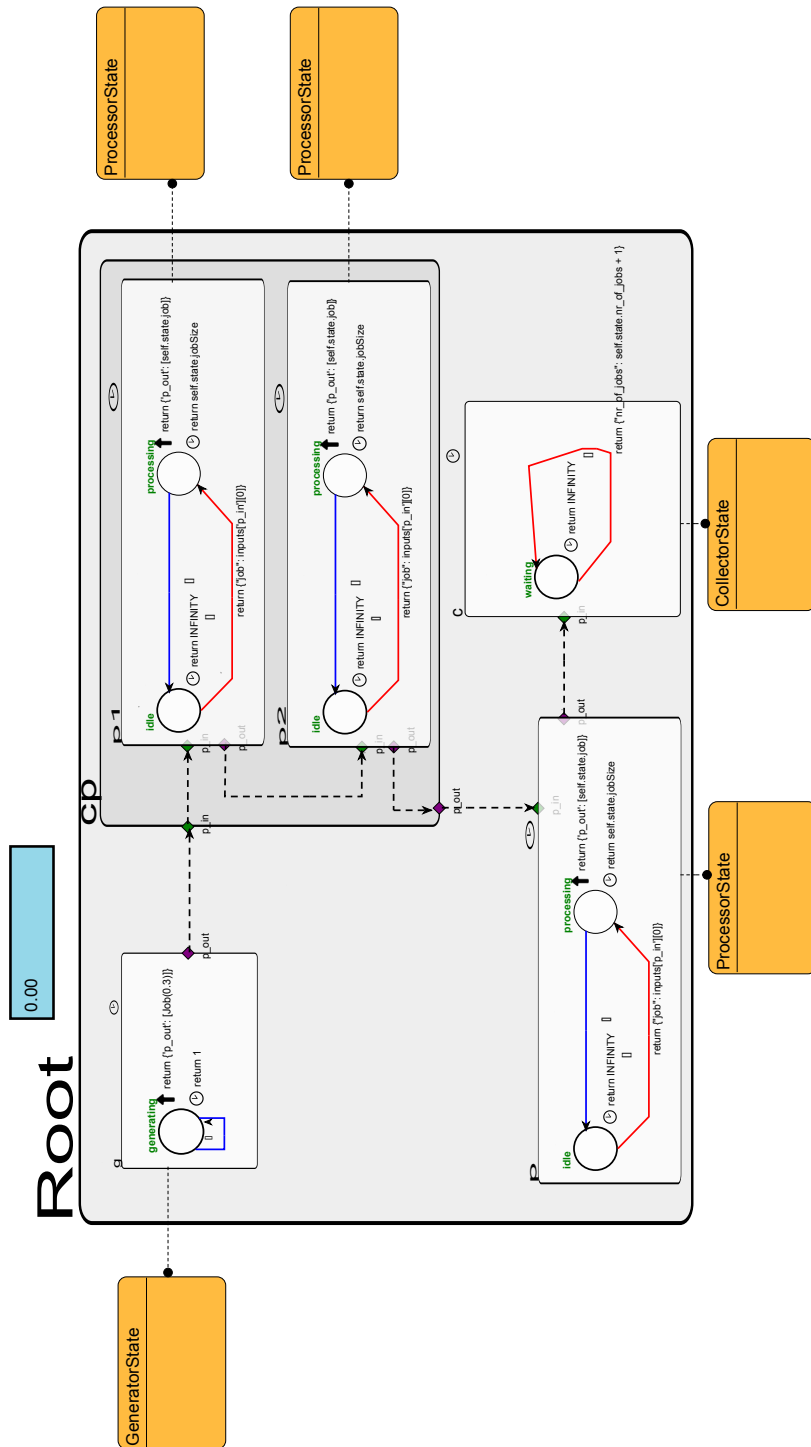 0.00
Root
GeneratorState
g
generating
return {'p_out': [Job(0.3)]}
return 1
p_out
cp
p_in
p_out
p1
idle
return INFINITY
[]
[]
processing
return {'p_out': [self.state.job]}
return self.state.jobSize
return {"job": inputs['p_in'][0]}
p_in
p_out
ProcessorState
p2
idle
return INFINITY
[]
[]
processing
return {'p_out': [self.state.job]}
return self.state.jobSize
return {"job": inputs['p_in'][0]}
p_in
p_out
ProcessorState
p
idle
return INFINITY
[]
[]
processing
return {'p_out': [self.state.job]}
return self.state.jobSize
return {"job": inputs['p_in'][0]}
p_in
p_out
ProcessorState
c
waiting
return INFINITY
[]
return {"nr_of_jobs": self.state.nr_of_jobs + 1}
p_in
CollectorState